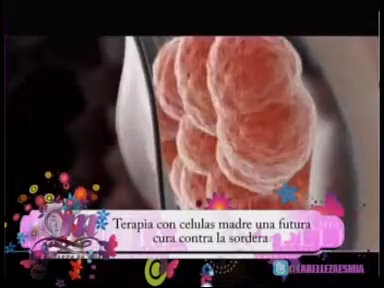 Terapia con celulas madre una futura
cura contra la sordera
@LABELLEZAESMIA